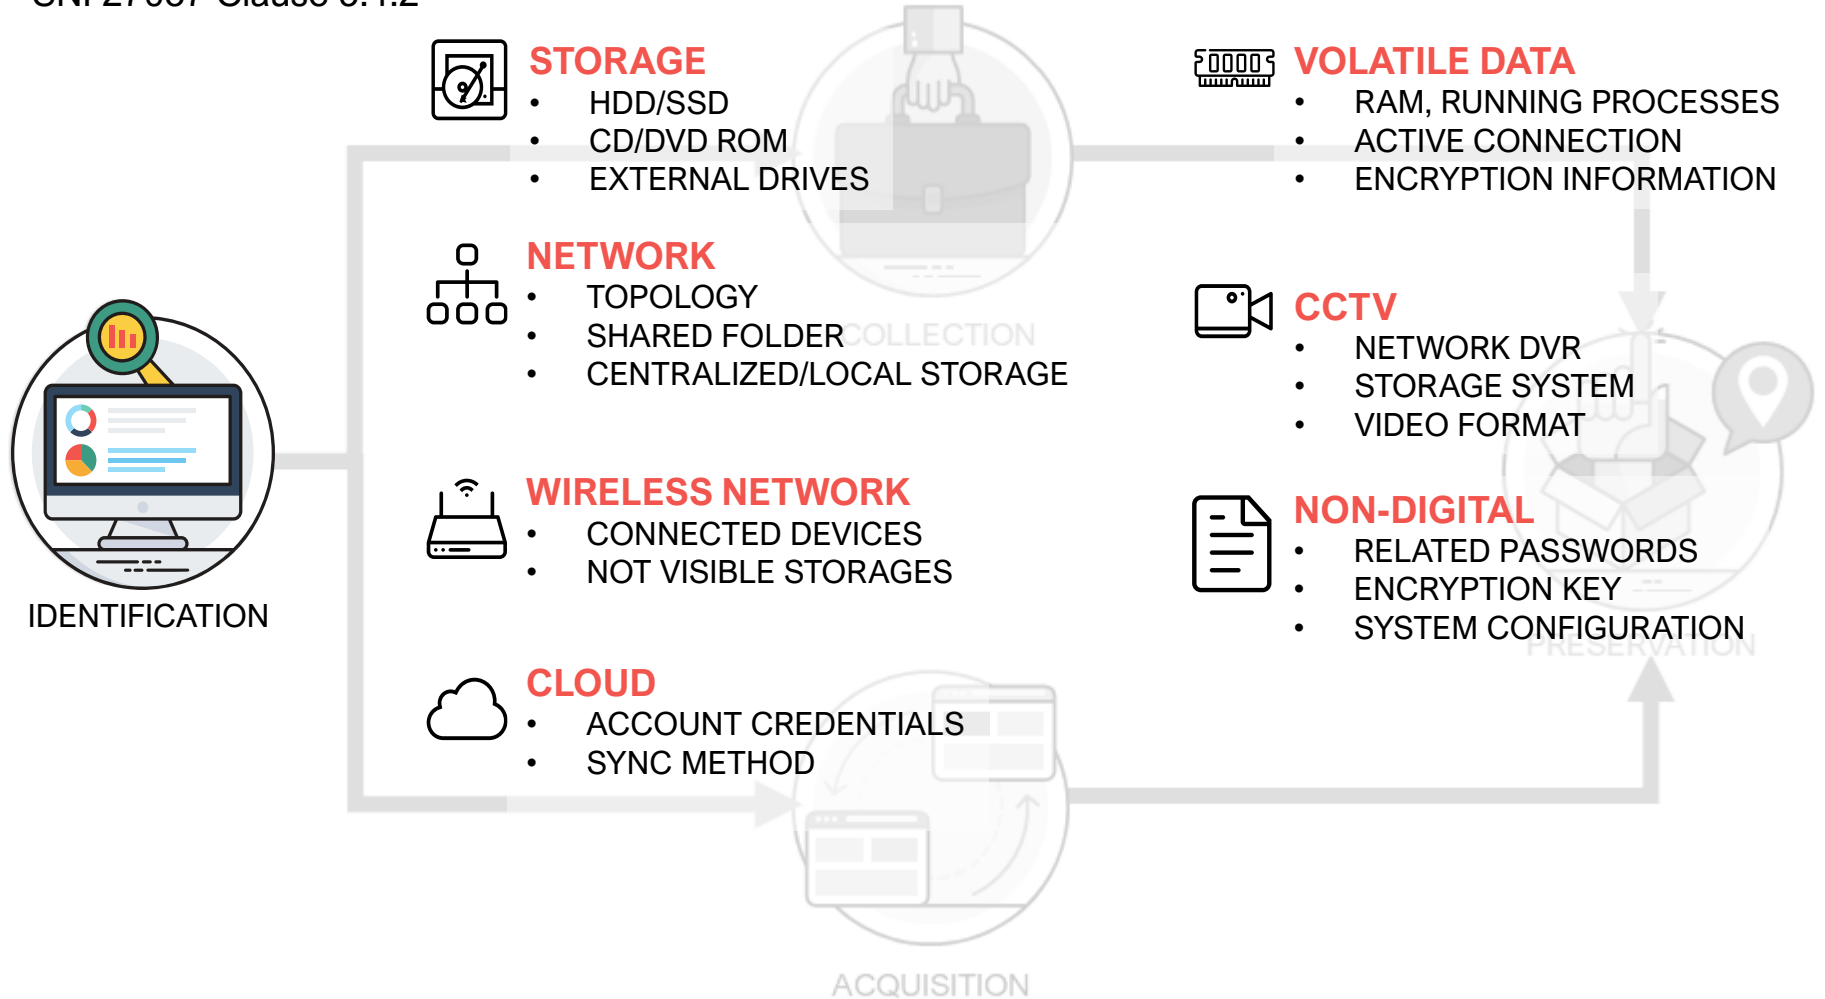 STORAGE
• HDD/SSD
• CD/DVD ROM
• EXTERNAL DRIVES
NETWORK
• TOPOLOGY
• SHARED FOLDER
• CENTRALIZED/LOCAL STORAGE
WIRELESS NETWORK
• CONNECTED DEVICES
• NOT VISIBLE STORAGES
CLOUD
• ACCOUNT CREDENTIALS
• SYNC METHOD
VOLATILE DATA
• RAM, RUNNING PROCESSES
• ACTIVE CONNECTION
• ENCRYPTION INFORMATION
CCTV
• NETWORK DVR
• STORAGE SYSTEM
• VIDEO FORMAT
NON-DIGITAL
• RELATED PASSWORDS
• ENCRYPTION KEY
• SYSTEM CONFIGURATION
IDENTIFICATION
COLLECTION
PRESERVATION
ACQUISITION